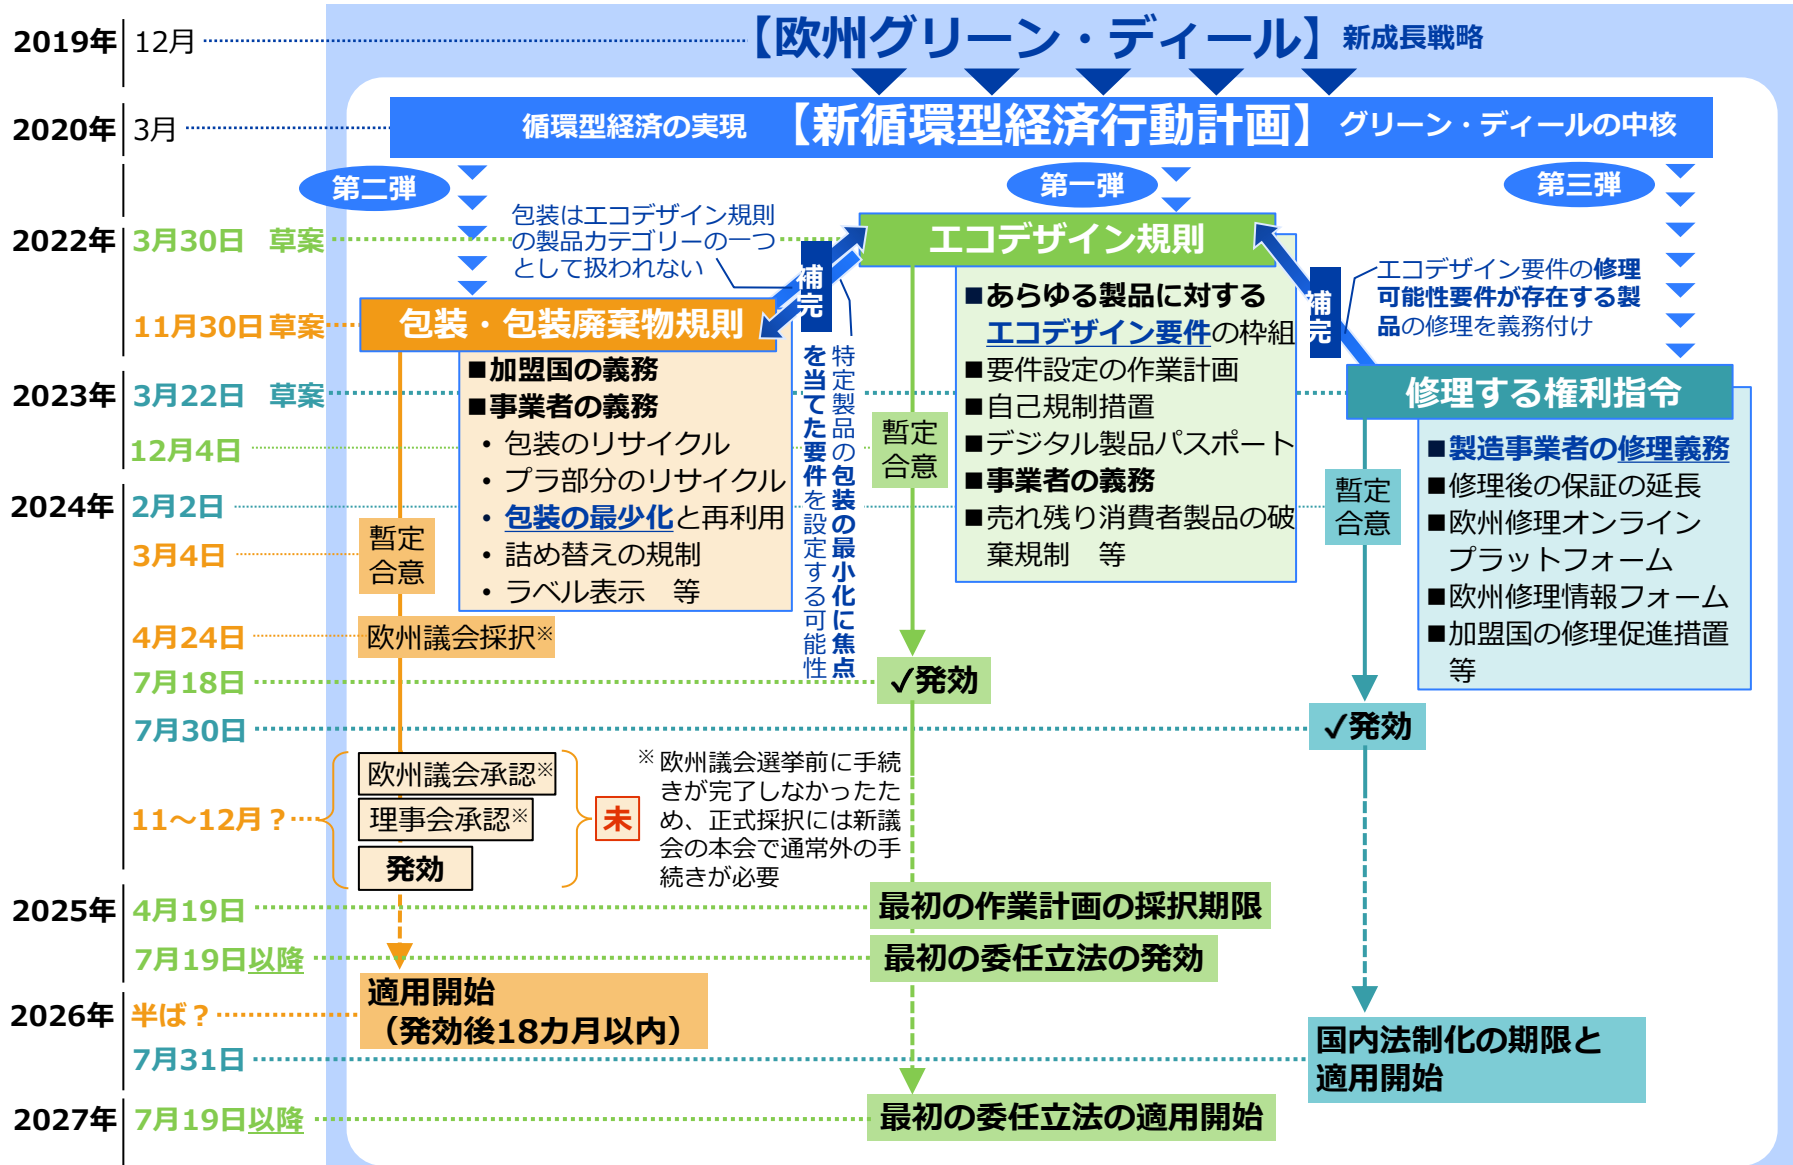 2019年 12月
【欧州グリーン・ディール】 新成長戦略
2020年 3月
循環型経済の実現 【新循環型経済行動計画】 グリーン・ディールの中核
第二弾
第一弾
第三弾
2022年 3月30日 草案
包装はエコデザイン規則
の製品カテゴリーの一つ
として扱われない
エコデザイン規則
補完
■あらゆる製品に対する
エコデザイン要件の枠組
■要件設定の作業計画
■自己規制措置
■デジタル製品パスポート
■事業者の義務
■売れ残り消費者製品の破
棄規制　等
補完
エコデザイン要件の修理
可能性要件が存在する製
品の修理を義務付け
11月30日 草案
包装・包装廃棄物規則
■加盟国の義務
■事業者の義務
・包装のリサイクル
・プラ部分のリサイクル
・包装の最少化と再利用
・詰め替えの規制
・ラベル表示　等
特定製品の包装の最小化に焦点
を当てた要件を設定する可能性
2023年 3月22日 草案
修理する権利指令
■製造事業者の修理義務
■修理後の保証の延長
■欧州修理オンライン
プラットフォーム
■欧州修理情報フォーム
■加盟国の修理促進措置
等
12月4日
暫定
合意
2024年 2月2日
暫定
合意
3月4日
暫定
合意
4月24日
欧州議会採択※
7月18日
✓発効
7月30日
✓発効
11～12月？
欧州議会承認※
理事会承認※
発効
未
※欧州議会選挙前に手続
きが完了しなかったた
め、正式採択には新議
会の本会で通常外の手
続きが必要
2025年 4月19日
最初の作業計画の採択期限
7月19日以降
最初の委任立法の発効
2026年 半ば？
適用開始
（発効後18カ月以内）
7月31日
国内法制化の期限と
適用開始
2027年 7月19日以降
最初の委任立法の適用開始